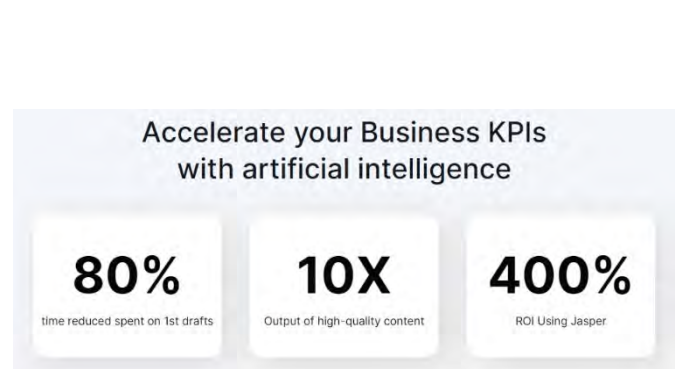 Accelerate your Business KPIs
with artificial intelligence
80%
time reduced spent on 1st drafts
10X
Output of high-quality content
400%
ROI Using Jasper